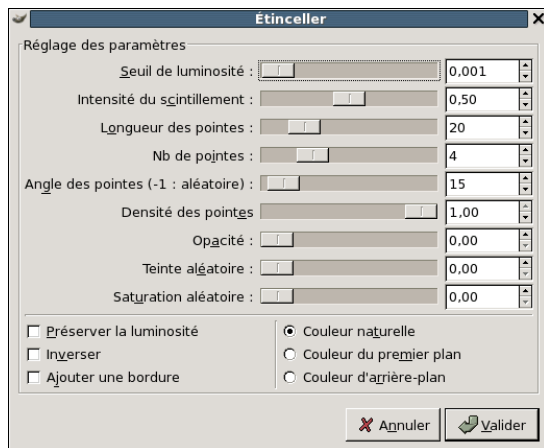 Étinceller
Réglage des paramètres
Seuil de luminosité : 0,001
Intensité du scintillement : 0,50
Longueur des pointes : 20
Nb de pointes : 4
Angle des pointes (-1 : aléatoire) : 15
Densité des pointes 1,00
Opacité : 0,00
Teinte aléatoire : 0,00
Saturation aléatoire : 0,00
Préserver la luminosité
Inverser
Ajouter une bordure
Couleur naturelle
Couleur du premier plan
Couleur d'arrière-plan
Annuler
Valider